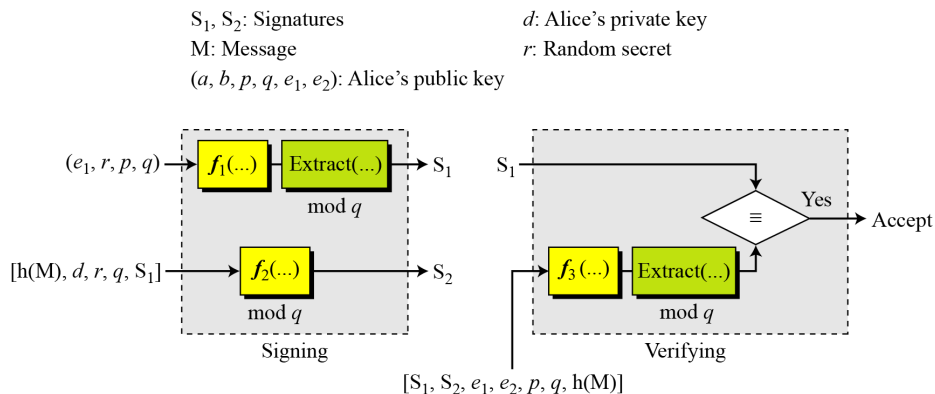 S₁, S₂: Signatures
d: Alice's private key
M: Message
r: Random secret
(a, b, p, q, e₁, e₂): Alice's public key
(e₁, r, p, q)
f₁(...)
Extract(...)
S₁
mod q
[h(M), d, r, q, S₁]
f₂(...)
S₂
mod q
Signing
S₁
≡
Yes
Accept
f₃(...)
Extract(...)
mod q
Verifying
[S₁, S₂, e₁, e₂, p, q, h(M)]